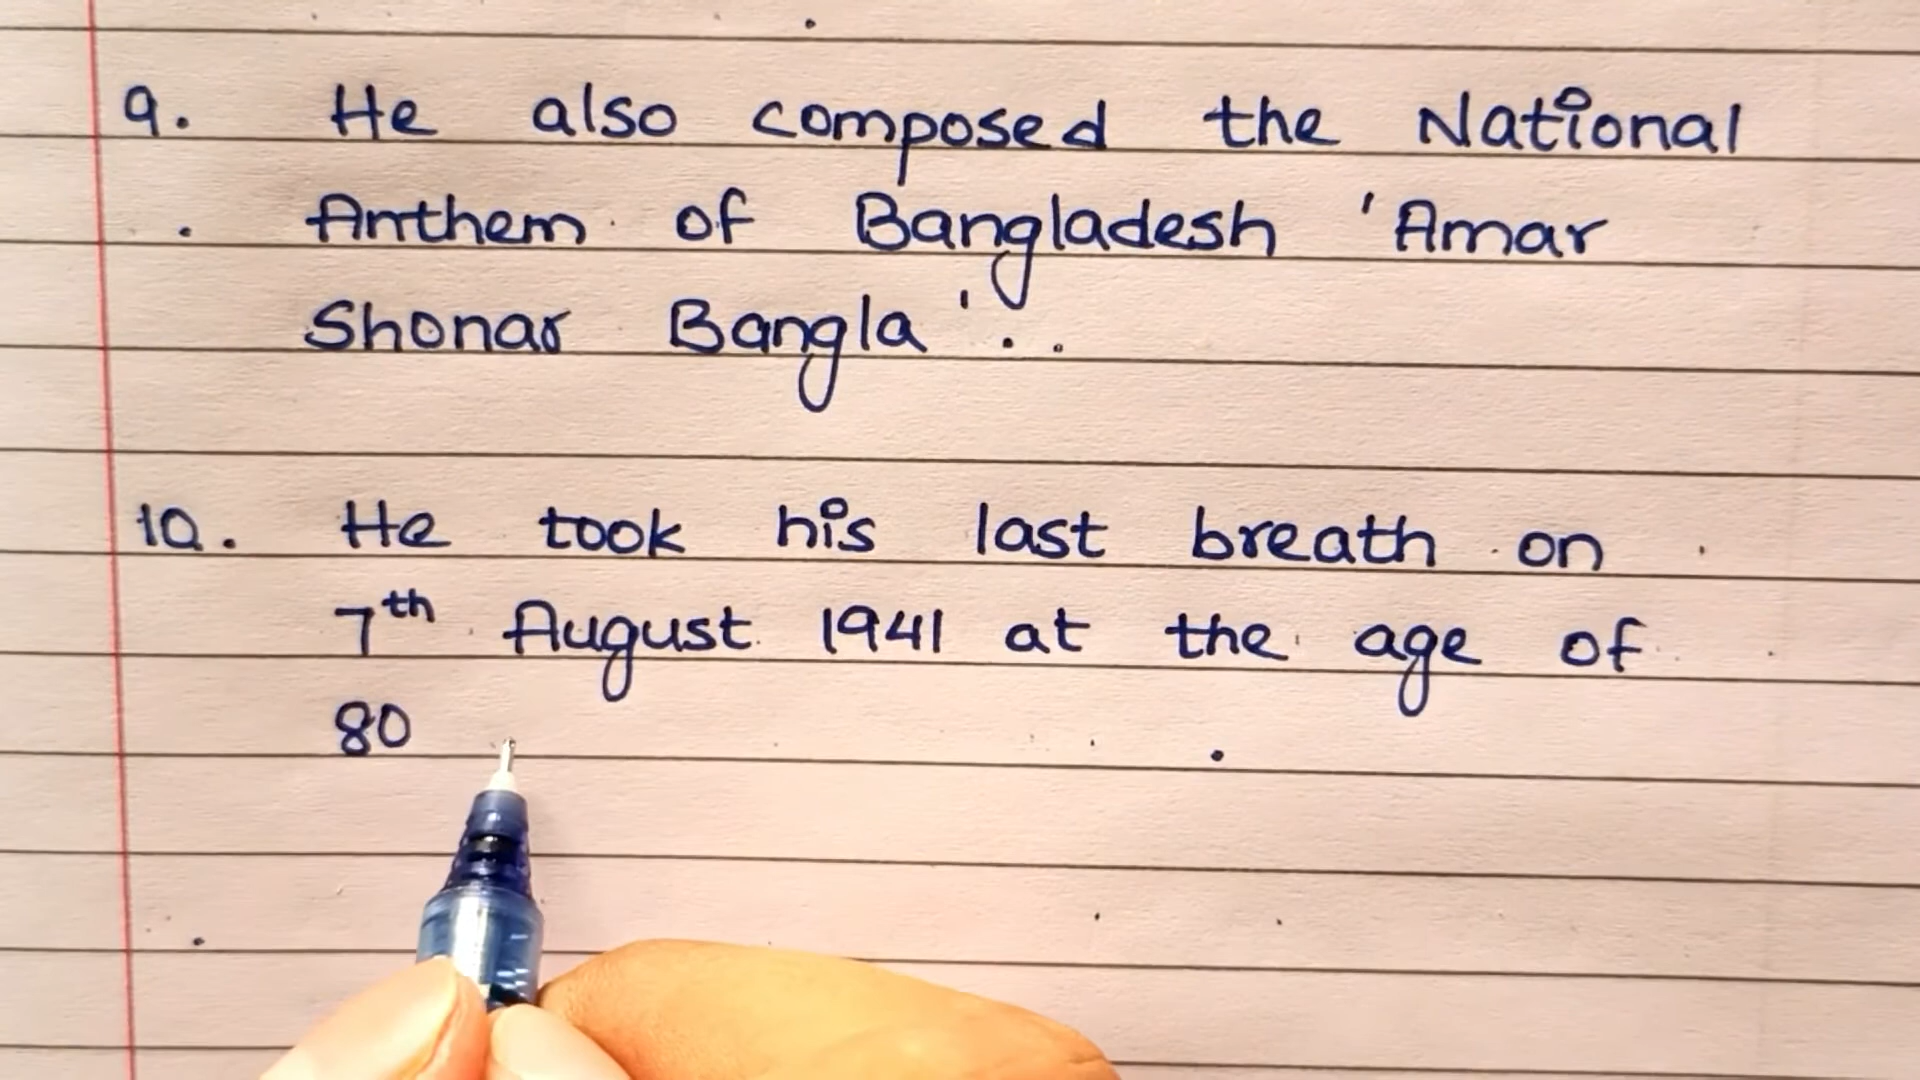 9. He also composed the National
Anthem of Bangladesh 'Amar
Shonar Bangla'.
10. He took his last breath on
7th August 1941 at the age of
80